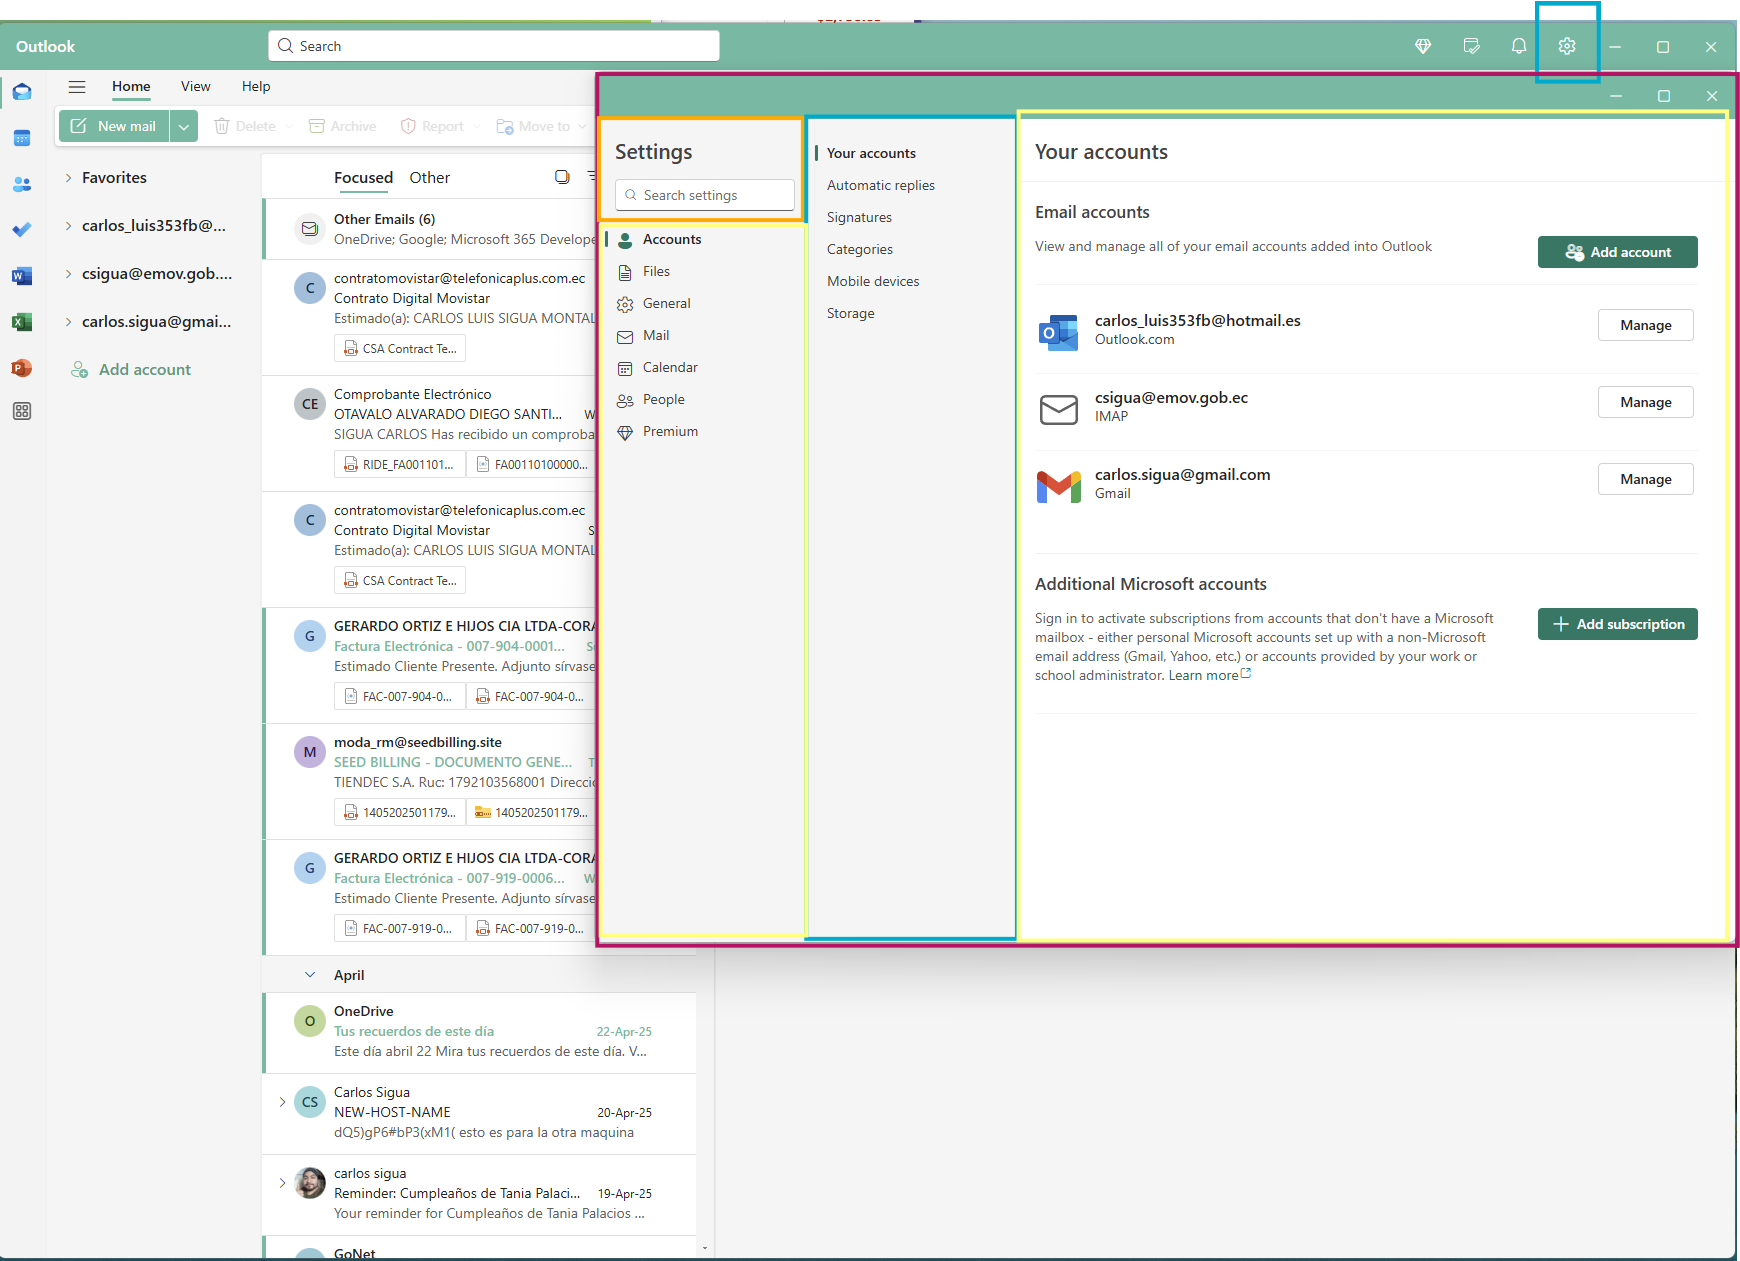 Outlook
Search
Home
View
Help
New mail
Delete
Archive
Report
Move to
Favorites
carlos_luis353fb@...
csigua@emov.gob....
carlos.sigua@gmai...
Add account
Focused
Other
Other Emails (6)
OneDrive; Google; Microsoft 365 Develope
C
contratomovistar@telefonicaplus.com.ec
Contrato Digital Movistar
Estimado(a): CARLOS LUIS SIGUA MONTAL
CSA Contract Te...
CE
Comprobante Electrónico
OTAVALO ALVARADO DIEGO SANTI... W
SIGUA CARLOS Has recibido un comproba
RIDE_FA001101...
FA00110100000...
C
contratomovistar@telefonicaplus.com.ec
Contrato Digital Movistar S
Estimado(a): CARLOS LUIS SIGUA MONTAL
CSA Contract Te...
G
GERARDO ORTIZ E HIJOS CIA LTDA-CORA
Factura Electrónica - 007-904-0001... S
Estimado Cliente Presente. Adjunto sírvase
FAC-007-904-0...
FAC-007-904-0...
M
moda_rm@seedbilling.site
SEED BILLING - DOCUMENTO GENE... T
TIENDEC S.A. Ruc: 1792103568001 Direcci
1405202501179...
1405202501179...
G
GERARDO ORTIZ E HIJOS CIA LTDA-CORA
Factura Electrónica - 007-919-0006... W
Estimado Cliente Presente. Adjunto sírvase
FAC-007-919-0...
FAC-007-919-0...
April
O
OneDrive
Tus recuerdos de este día 22-Apr-25
Este día abril 22 Mira tus recuerdos de este día. V...
CS
Carlos Sigua
NEW-HOST-NAME 20-Apr-25
dQ5)gP6#bP3(xM1( esto es para la otra maquina
carlos sigua
Reminder: Cumpleaños de Tania Palaci... 19-Apr-25
Your reminder for Cumpleaños de Tania Palacios ...
GoNet
Settings
Search settings
Accounts
Files
General
Mail
Calendar
People
Premium
Your accounts
Automatic replies
Signatures
Categories
Mobile devices
Storage
Your accounts
Email accounts
View and manage all of your email accounts added into Outlook
Add account
carlos_luis353fb@hotmail.es
Outlook.com
Manage
csigua@emov.gob.ec
IMAP
Manage
carlos.sigua@gmail.com
Gmail
Manage
Additional Microsoft accounts
Sign in to activate subscriptions from accounts that don't have a Microsoft
mailbox - either personal Microsoft accounts set up with a non-Microsoft
email address (Gmail, Yahoo, etc.) or accounts provided by your work or
school administrator. Learn more
Add subscription